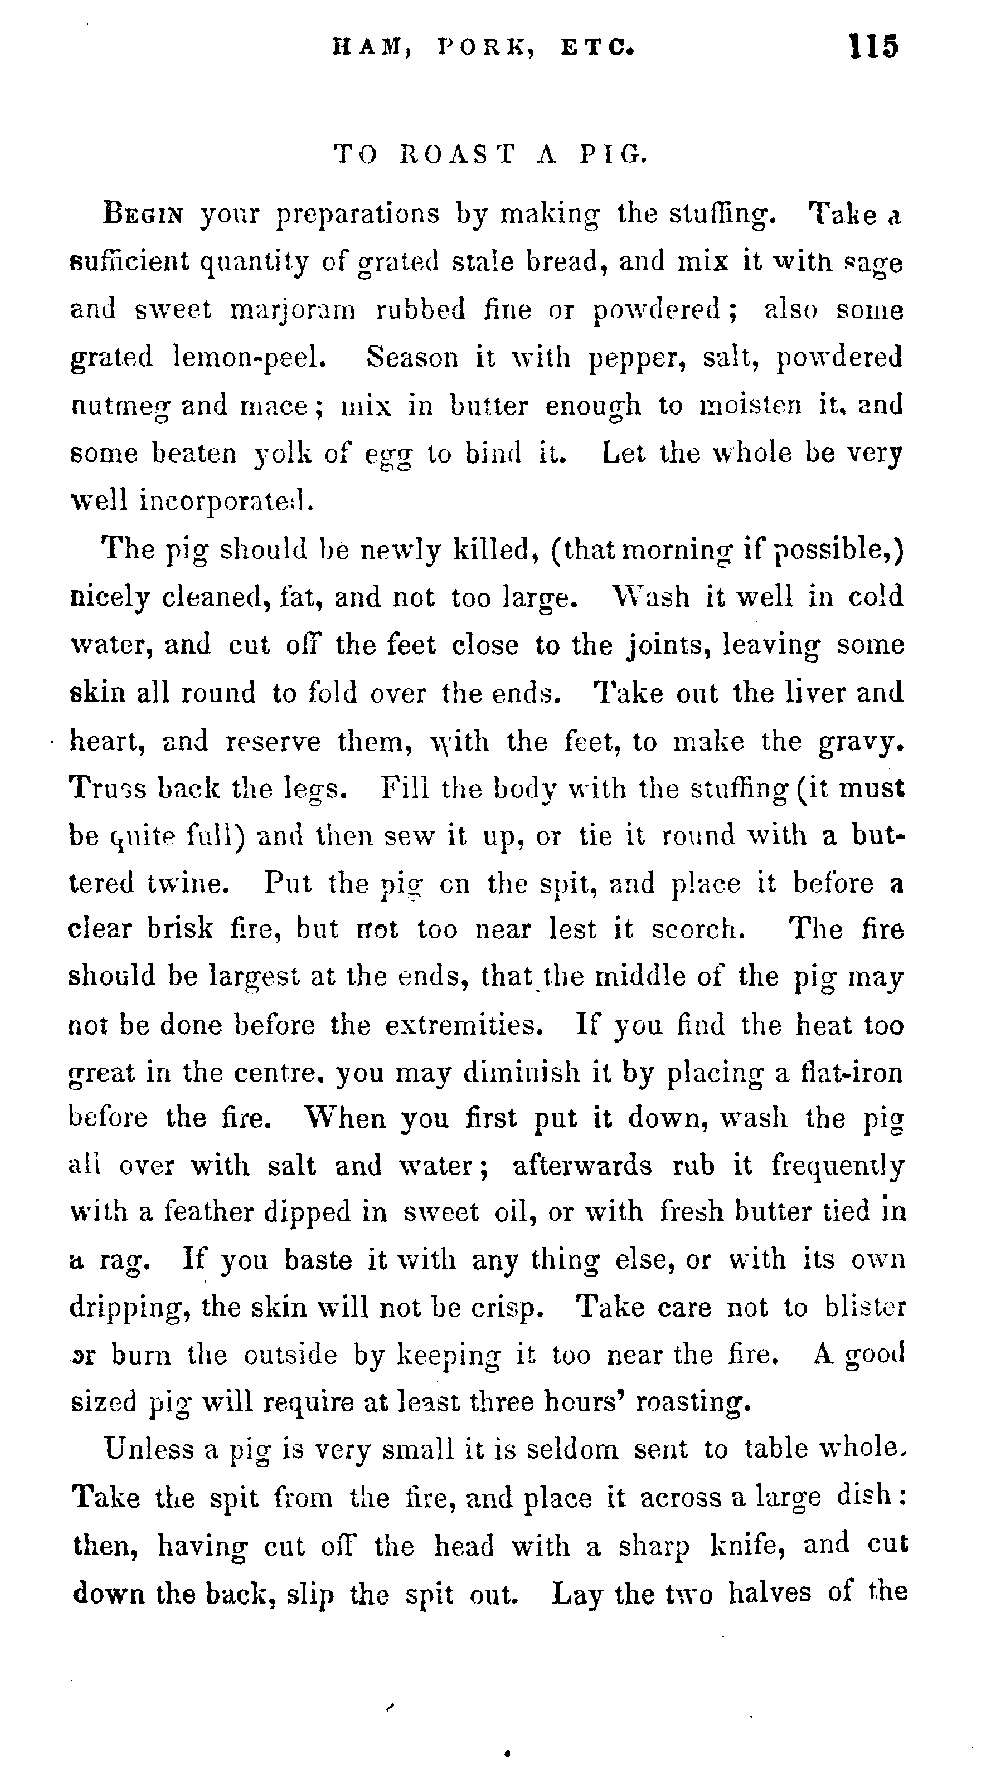 HAM, PORK, ETC. 115
TO ROAST A PIG.
BEGIN your preparations by making the stuffing. Take a
sufficient quantity of grated stale bread, and mix it with sage
and sweet marjoram rubbed fine or powdered; also some
grated lemon-peel. Season it with pepper, salt, powdered
nutmeg and mace; mix in butter enough to moisten it, and
some beaten yolk of egg to bind it. Let the whole be very
well incorporated.
The pig should be newly killed, (that morning if possible,)
nicely cleaned, fat, and not too large. Wash it well in cold
water, and cut off the feet close to the joints, leaving some
skin all round to fold over the ends. Take out the liver and
heart, and reserve them, with the feet, to make the gravy.
Truss back the legs. Fill the body with the stuffing (it must
be quite full) and then sew it up, or tie it round with a but-
tered twine. Put the pig on the spit, and place it before a
clear brisk fire, but not too near lest it scorch. The fire
should be largest at the ends, that the middle of the pig may
not be done before the extremities. If you find the heat too
great in the centre, you may diminish it by placing a flat-iron
before the fire. When you first put it down, wash the pig
all over with salt and water; afterwards rub it frequently
with a feather dipped in sweet oil, or with fresh butter tied in
a rag. If you baste it with any thing else, or with its own
dripping, the skin will not be crisp. Take care not to blister
or burn the outside by keeping it too near the fire. A good
sized pig will require at least three hours' roasting.
Unless a pig is very small it is seldom sent to table whole.
Take the spit from the fire, and place it across a large dish:
then, having cut off the head with a sharp knife, and cut
down the back, slip the spit out. Lay the two halves of the